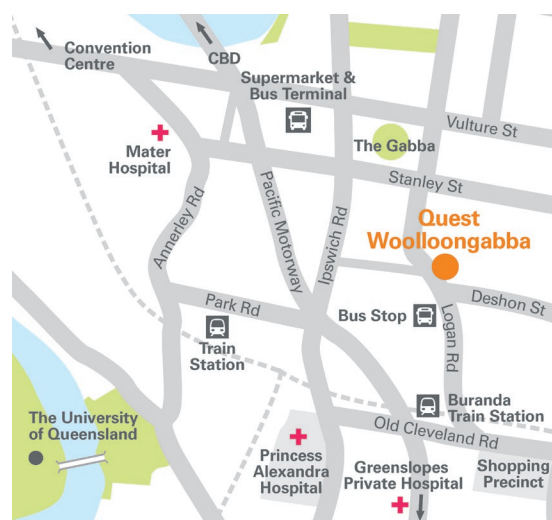 Convention
Centre
CBD
Supermarket &
Bus Terminal
Vulture St
Mater
Hospital
The Gabba
Stanley St
Annerley Rd
Pacific Motorway
Ipswich Rd
Quest
Woolloongabba
Deshon St
Park Rd
Bus Stop
Logan Rd
Train
Station
Buranda
Train Station
The University
of Queensland
Old Cleveland Rd
Princess
Alexandra
Hospital
Greenslopes
Private Hospital
Shopping
Precinct